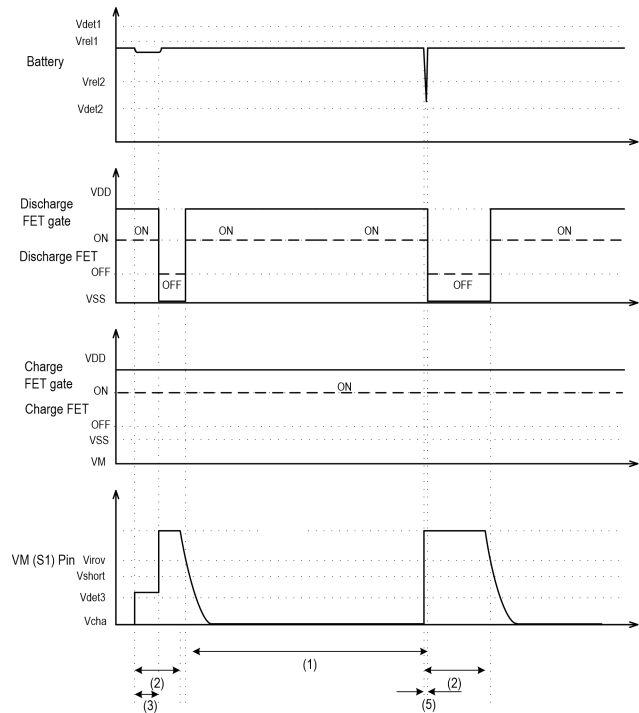 Vdet1
Vrel1
Battery
Vrel2
Vdet2
VDD
Discharge
FET gate
ON ON ON ON ON
Discharge FET
OFF
OFF OFF
VSS
VDD
Charge
FET gate
ON ON
Charge FET
OFF
VSS
VM
VM (S1) Pin Virov
Vshort
Vdet3
Vcha
(1)
(2) (2)
(3) (5)